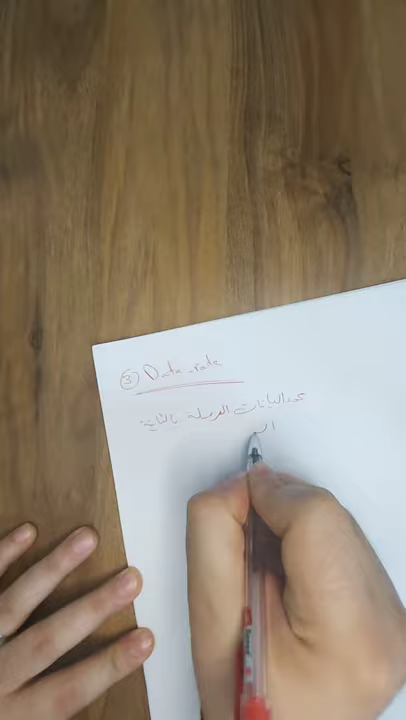 ③ Data rate
عدد البيانات المرسلة بالثانية